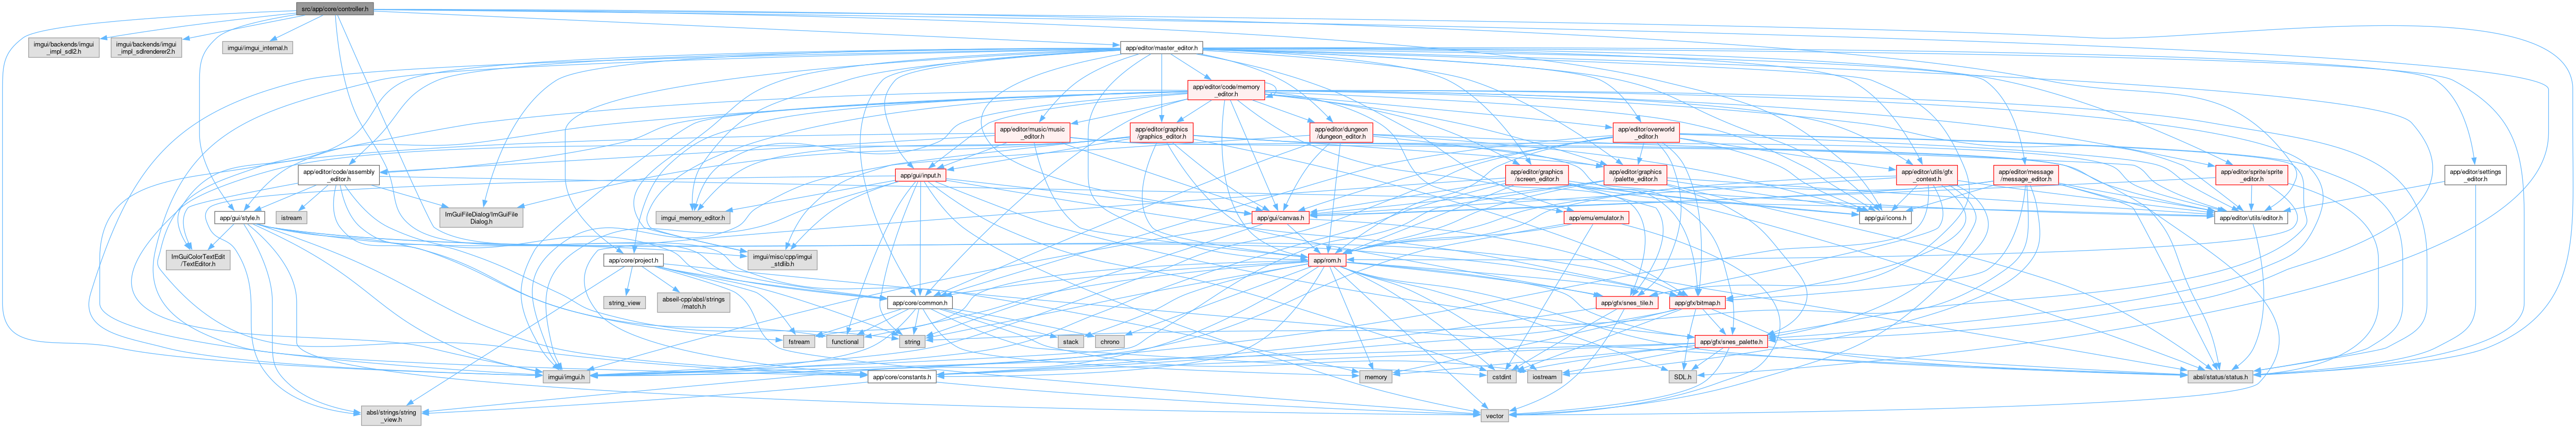 src/app/core/controller.h
imgui/backends/imgui
_impl_sdl2.h
imgui/backends/imgui
_impl_sdlrenderer2.h
imgui/imgui_internal.h
app/editor/master_editor.h
app/editor/code/memory
_editor.h
app/editor/music/music
_editor.h
app/editor/graphics
/graphics_editor.h
app/editor/dungeon
/dungeon_editor.h
app/editor/overworld
_editor.h
app/editor/code/assembly
_editor.h
app/gui/input.h
app/editor/graphics
/screen_editor.h
app/editor/graphics
/palette_editor.h
app/editor/utils/gfx
_context.h
app/editor/message
/message_editor.h
app/editor/sprite/sprite
_editor.h
app/editor/settings
_editor.h
app/gui/style.h
istream
ImGuiFileDialog/ImGuiFile
Dialog.h
imgui_memory_editor.h
app/gui/canvas.h
app/emu/emulator.h
app/gui/icons.h
app/editor/utils/editor.h
ImGuiColorTextEdit
/TextEditor.h
app/core/project.h
imgui/misc/cpp/imgui
_stdlib.h
app/rom.h
string_view
abseil-cpp/absl/strings
/match.h
app/core/common.h
app/gfx/snes_tile.h
app/gfx/bitmap.h
fstream
functional
string
stack
chrono
app/gfx/snes_palette.h
imgui/imgui.h
app/core/constants.h
memory
cstdint
iostream
SDL.h
absl/status/status.h
absl/strings/string
_view.h
vector